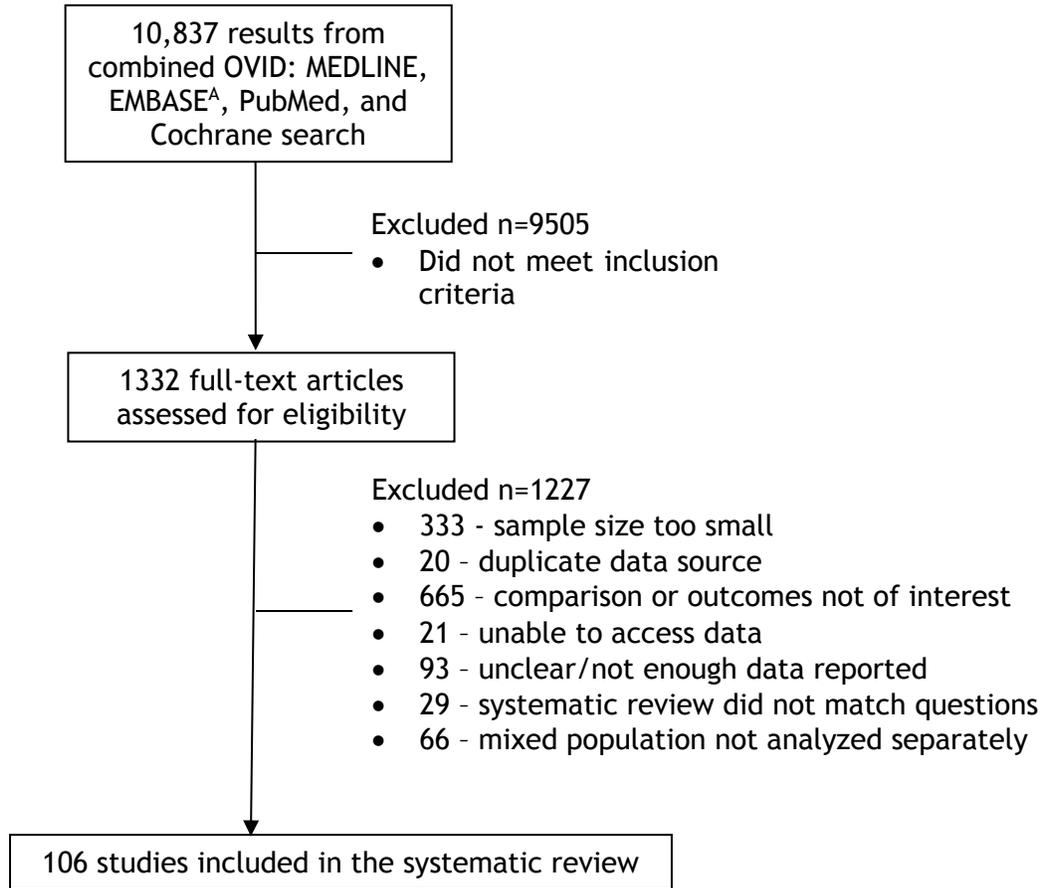 10,837 results from
combined OVID: MEDLINE,
EMBASEᴬ, PubMed, and
Cochrane search
Excluded n=9505
• Did not meet inclusion
criteria
1332 full-text articles
assessed for eligibility
Excluded n=1227
• 333 - sample size too small
• 20 – duplicate data source
• 665 – comparison or outcomes not of interest
• 21 – unable to access data
• 93 – unclear/not enough data reported
• 29 – systematic review did not match questions
• 66 – mixed population not analyzed separately
106 studies included in the systematic review